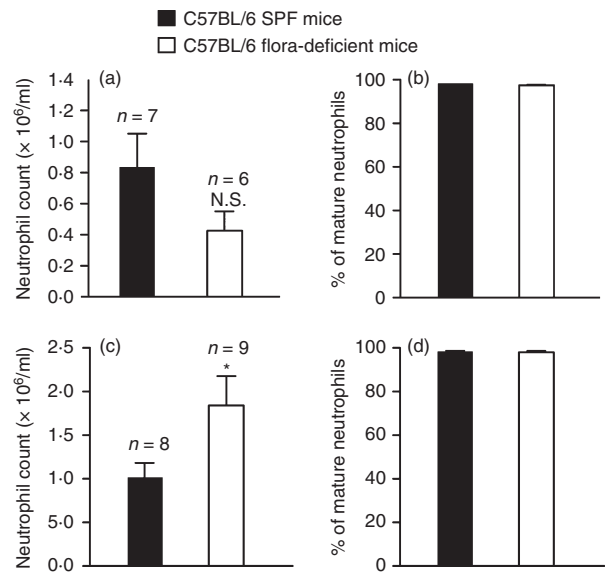 C57BL/6 SPF mice
C57BL/6 flora-deficient mice
(a)
Neutrophil count (× 10⁶/ml)
1·4
1·2
1·0
0·8
0·6
0·4
0·2
0·0
n = 7
n = 6
N.S.
(b)
% of mature neutrophils
100
80
60
40
20
0
(c)
Neutrophil count (× 10⁶/ml)
2·5
2·0
1·5
1·0
0·5
0·0
n = 8
n = 9
*
(d)
% of mature neutrophils
100
80
60
40
20
0